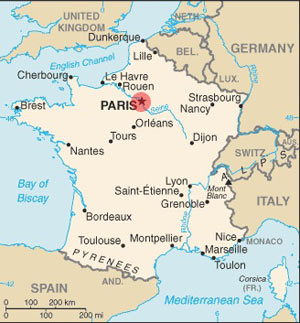 UNITED
KINGDOM
NETH.
GERMANY
Dunkerque
Lille
BEL.
LUX.
English Channel
Cherbourg
Le Havre
Rouen
PARIS
Seine
Strasbourg
Nancy
Brest
Orléans
Tours
Dijon
Nantes
AUS.
SWITZ.
ALPS
Bay of
Biscay
Lyon
Mont
Blanc
Saint-Étienne
Grenoble
Rhône
ITALY
Bordeaux
Toulouse
Montpellier
Nice
MONACO
Marseille
Toulon
PYRENEES
Corsica
(FR.)
SPAIN
AND.
Mediterranean Sea
0 100 200 km
0 100 200 mi